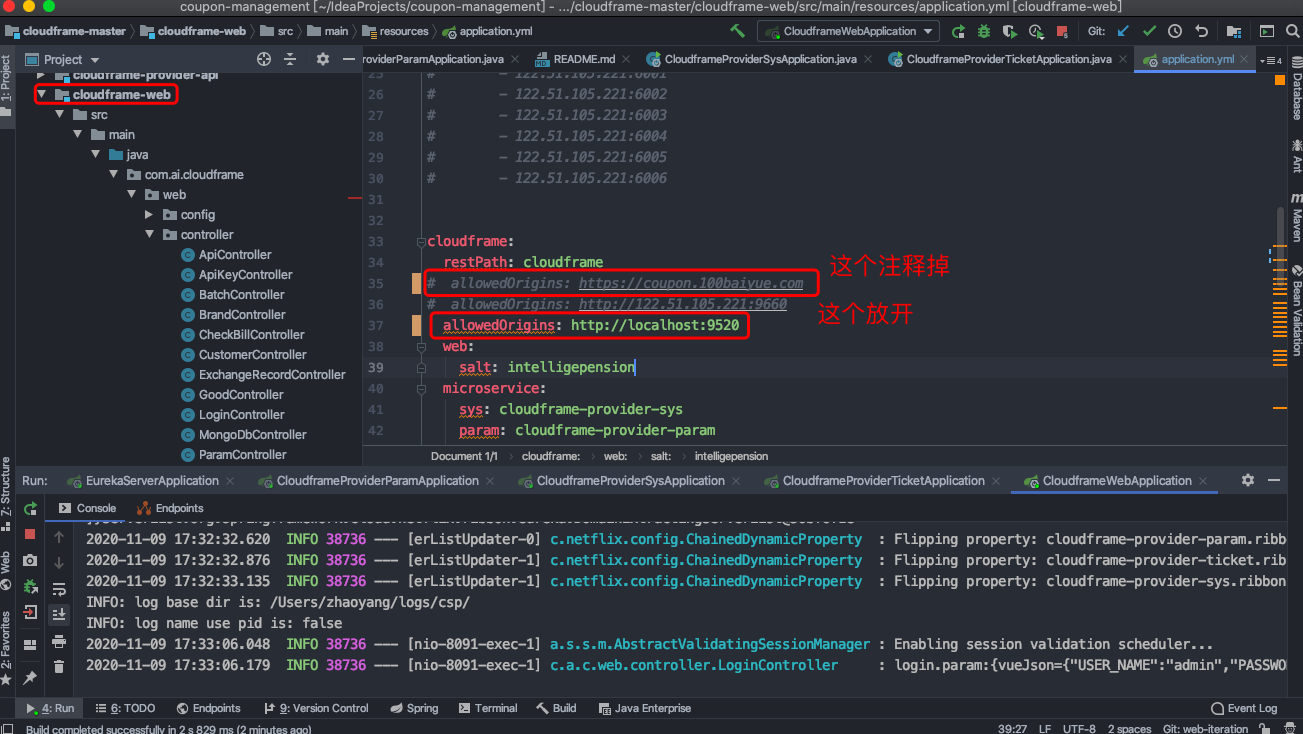 coupon-management [~/IdeaProjects/coupon-management] - .../cloudframe-master/cloudframe-web/src/main/resources/application.yml [cloudframe-web]
cloudframe-master cloudframe-web src main resources application.yml CloudframeWebApplication Git:
1: Project
Project
roviderParamApplication.java README.md CloudframeProviderSysApplication.java CloudframeProviderTicketApplication.java application.yml 4
cloudframe-provider-api
cloudframe-web
src
main
java
com.ai.cloudframe
web
config
controller
ApiController
ApiKeyController
BatchController
BrandController
CheckBillController
CustomerController
ExchangeRecordController
GoodController
LoginController
MongoDbController
ParamController
25 # - 122.51.105.221:6001
26 # - 122.51.105.221:6002
27 # - 122.51.105.221:6003
28 # - 122.51.105.221:6004
29 # - 122.51.105.221:6005
30 # - 122.51.105.221:6006
31
32
33 cloudframe:
34 restPath: cloudframe
35 # allowedOrigins: https://coupon.100baiyue.com
36 # allowedOrigins: http://122.51.105.221:9660
37 allowedOrigins: http://localhost:9520
38 web:
39 salt: intelligepension
40 microservice:
41 sys: cloudframe-provider-sys
42 param: cloudframe-provider-param
这个注释掉
这个放开
Document 1/1 cloudframe: web: salt: intelligepension
Database
Ant
Maven
Bean Validation
Run: EurekaServerApplication CloudframeProviderParamApplication CloudframeProviderSysApplication CloudframeProviderTicketApplication CloudframeWebApplication
Console Endpoints
2020-11-09 17:32:32.620 INFO 38736 --- [erListUpdater-0] c.netflix.config.ChainedDynamicProperty : Flipping property: cloudframe-provider-param.ribb
2020-11-09 17:32:32.876 INFO 38736 --- [erListUpdater-1] c.netflix.config.ChainedDynamicProperty : Flipping property: cloudframe-provider-ticket.rib
2020-11-09 17:32:33.135 INFO 38736 --- [erListUpdater-1] c.netflix.config.ChainedDynamicProperty : Flipping property: cloudframe-provider-sys.ribbon
INFO: log base dir is: /Users/zhaoyang/logs/csp/
INFO: log name use pid is: false
2020-11-09 17:33:06.048 INFO 38736 --- [nio-8091-exec-1] a.s.s.m.AbstractValidatingSessionManager : Enabling session validation scheduler...
2020-11-09 17:33:06.179 INFO 38736 --- [nio-8091-exec-1] c.a.c.web.controller.LoginController : login.param:{vueJson={"USER_NAME":"admin","PASSWO
Z: Structure
Web
2: Favorites
4: Run 6: TODO Endpoints 9: Version Control Spring Terminal Build Java Enterprise Event Log
Build completed successfully in 2 s 829 ms (2 minutes ago) 39:27 LF UTF-8 2 spaces Git: web-iteration